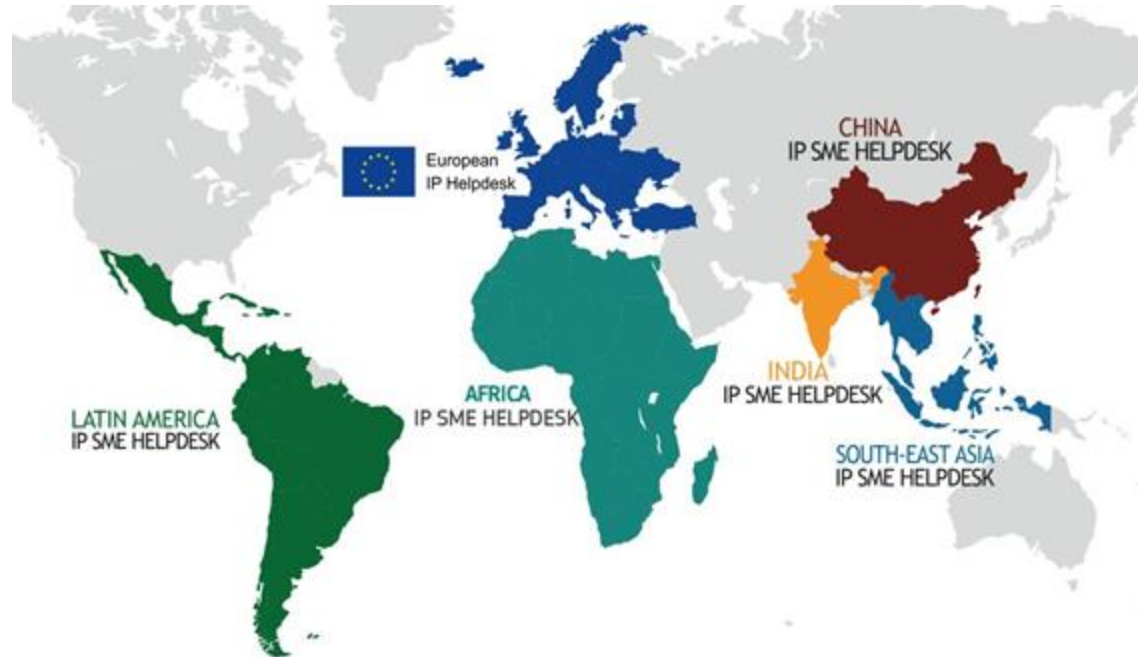 CHINA
IP SME HELPDESK
European
IP Helpdesk
INDIA
IP SME HELPDESK
AFRICA
IP SME HELPDESK
LATIN AMERICA
IP SME HELPDESK
SOUTH-EAST ASIA
IP SME HELPDESK